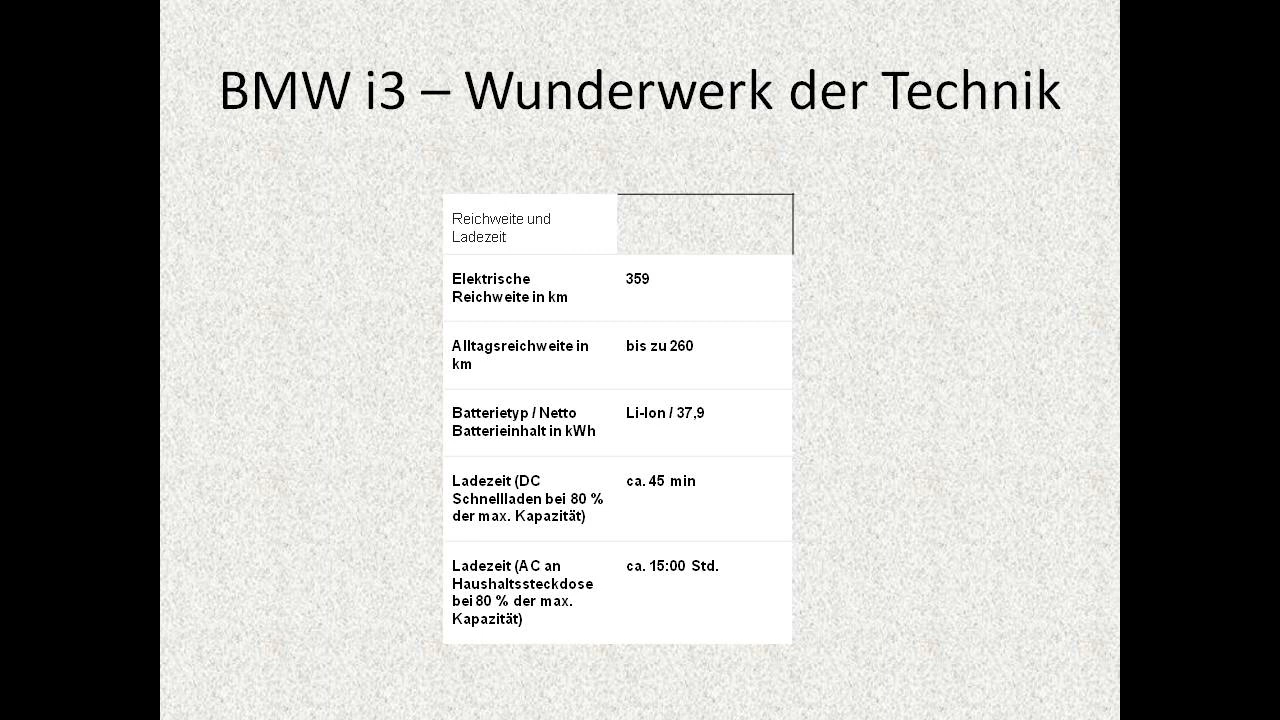 BMW i3 – Wunderwerk der Technik
Reichweite und
Ladezeit
Elektrische
Reichweite in km
359
Alltagsreichweite in
km
bis zu 260
Batterietyp / Netto
Batterieinhalt in kWh
Li-Ion / 37,9
Ladezeit (DC
Schnellladen bei 80 %
der max. Kapazität)
ca. 45 min
Ladezeit (AC an
Haushaltssteckdose
bei 80 % der max.
Kapazität)
ca. 15:00 Std.